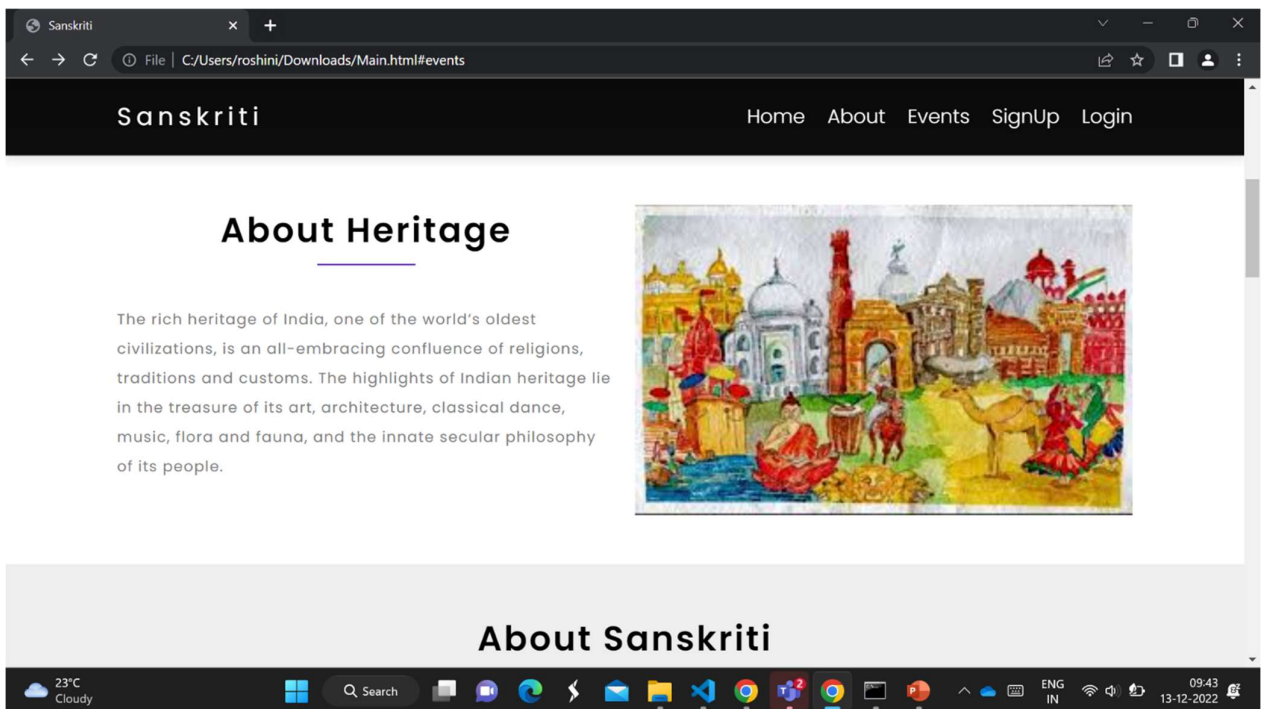 Sanskriti
File | C:/Users/roshini/Downloads/Main.html#events
Sanskriti
Home About Events SignUp Login
About Heritage
The rich heritage of India, one of the world's oldest
civilizations, is an all-embracing confluence of religions,
traditions and customs. The highlights of Indian heritage lie
in the treasure of its art, architecture, classical dance,
music, flora and fauna, and the innate secular philosophy
of its people.
About Sanskriti
23°C
Cloudy
Search
2
ENG
IN
09:43
13-12-2022